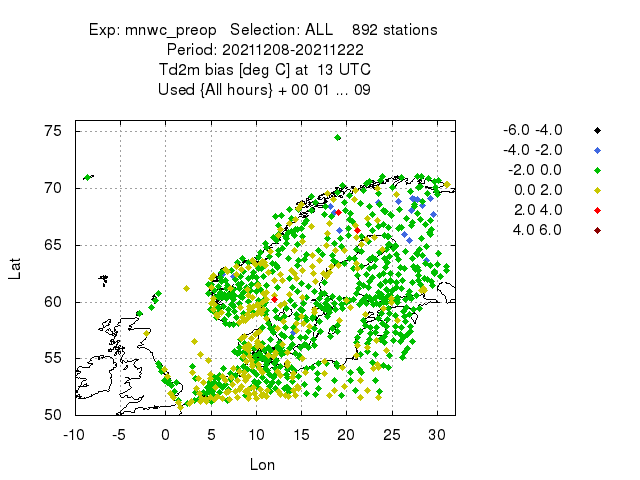 Exp: mnwc_preop   Selection: ALL    892 stations
Period: 20211208-20211222
Td2m bias [deg C] at  13 UTC
Used {All hours} + 00 01 ... 09
-6.0 -4.0
-4.0 -2.0
-2.0 0.0
0.0 2.0
2.0 4.0
4.0 6.0
75
70
65
60
55
50
Lat
-10 -5 0 5 10 15 20 25 30
Lon